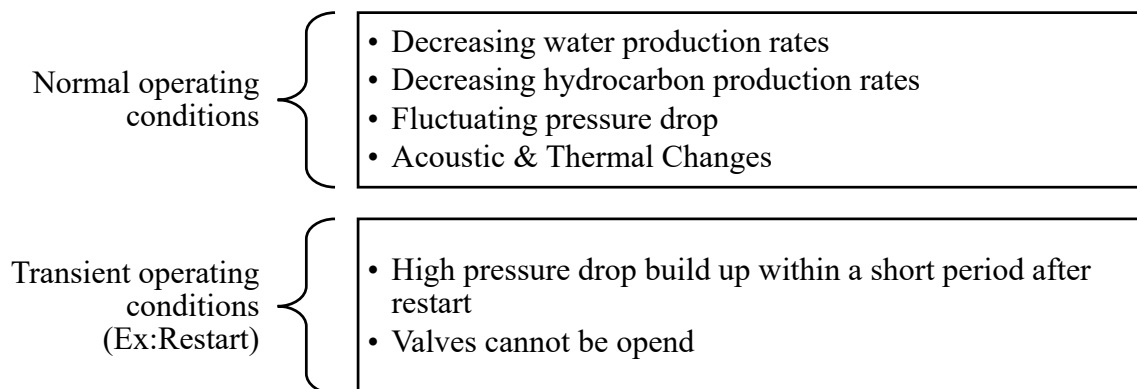 Normal operating
conditions
• Decreasing water production rates
• Decreasing hydrocarbon production rates
• Fluctuating pressure drop
• Acoustic & Thermal Changes
Transient operating
conditions
(Ex:Restart)
• High pressure drop build up within a short period after
restart
• Valves cannot be opend